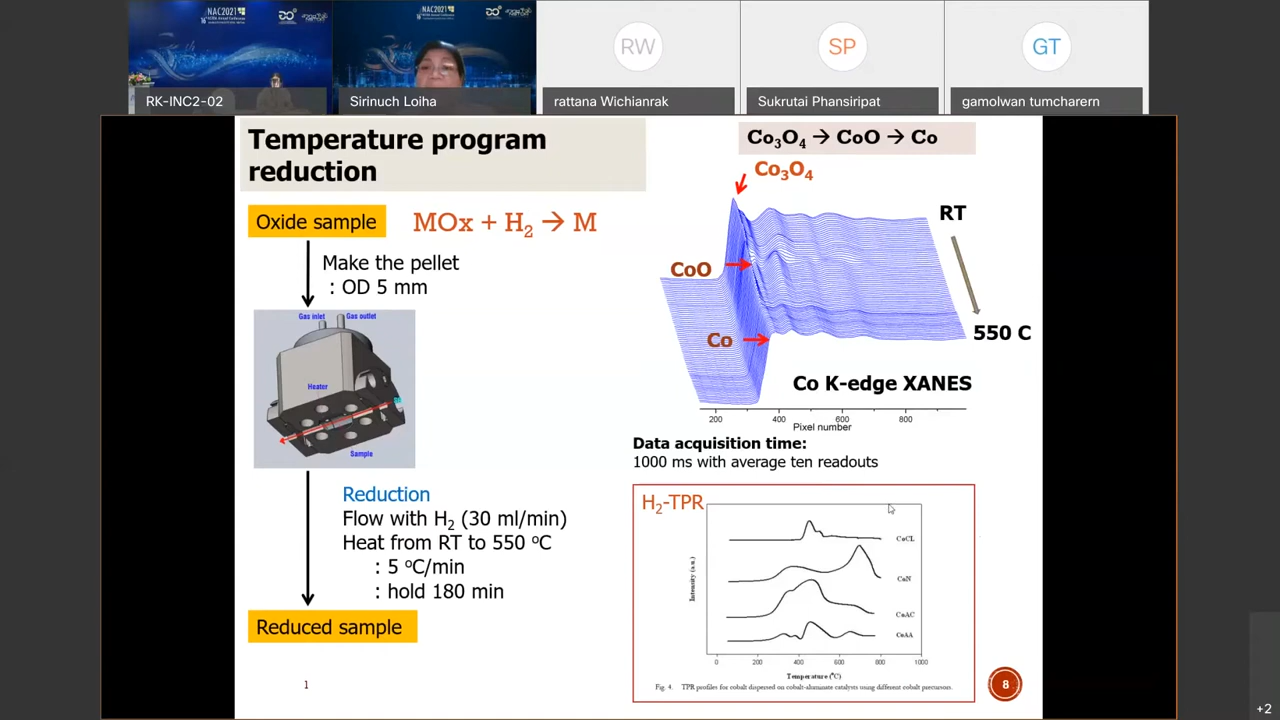 NAC2021
NAC2021
RW
SP
GT
RK-INC2-02
Sirinuch Loiha
rattana Wichianrak
Sukrutai Phansiripat
gamolwan tumcharern
Temperature program
reduction
Oxide sample
MOx + H₂ → M
Make the pellet
: OD 5 mm
Gas inlet
Gas outlet
Heater
Sample
Reduction
Flow with H₂ (30 ml/min)
Heat from RT to 550 ᵒC
: 5 ᵒC/min
: hold 180 min
Reduced sample
1
Co₃O₄ → CoO → Co
Co₃O₄
RT
CoO
Co
550 C
Co K-edge XANES
200 400 600 800
Pixel number
Data acquisition time:
1000 ms with average ten readouts
H₂-TPR
CoCL
CoN
CoAC
CoAA
Intensity (a.u.)
0 200 400 600 800 1000
Temperature (°C)
Fig. 4. TPR profiles for cobalt dispersed on cobalt-aluminate catalysts using different cobalt precursors.
8
+2